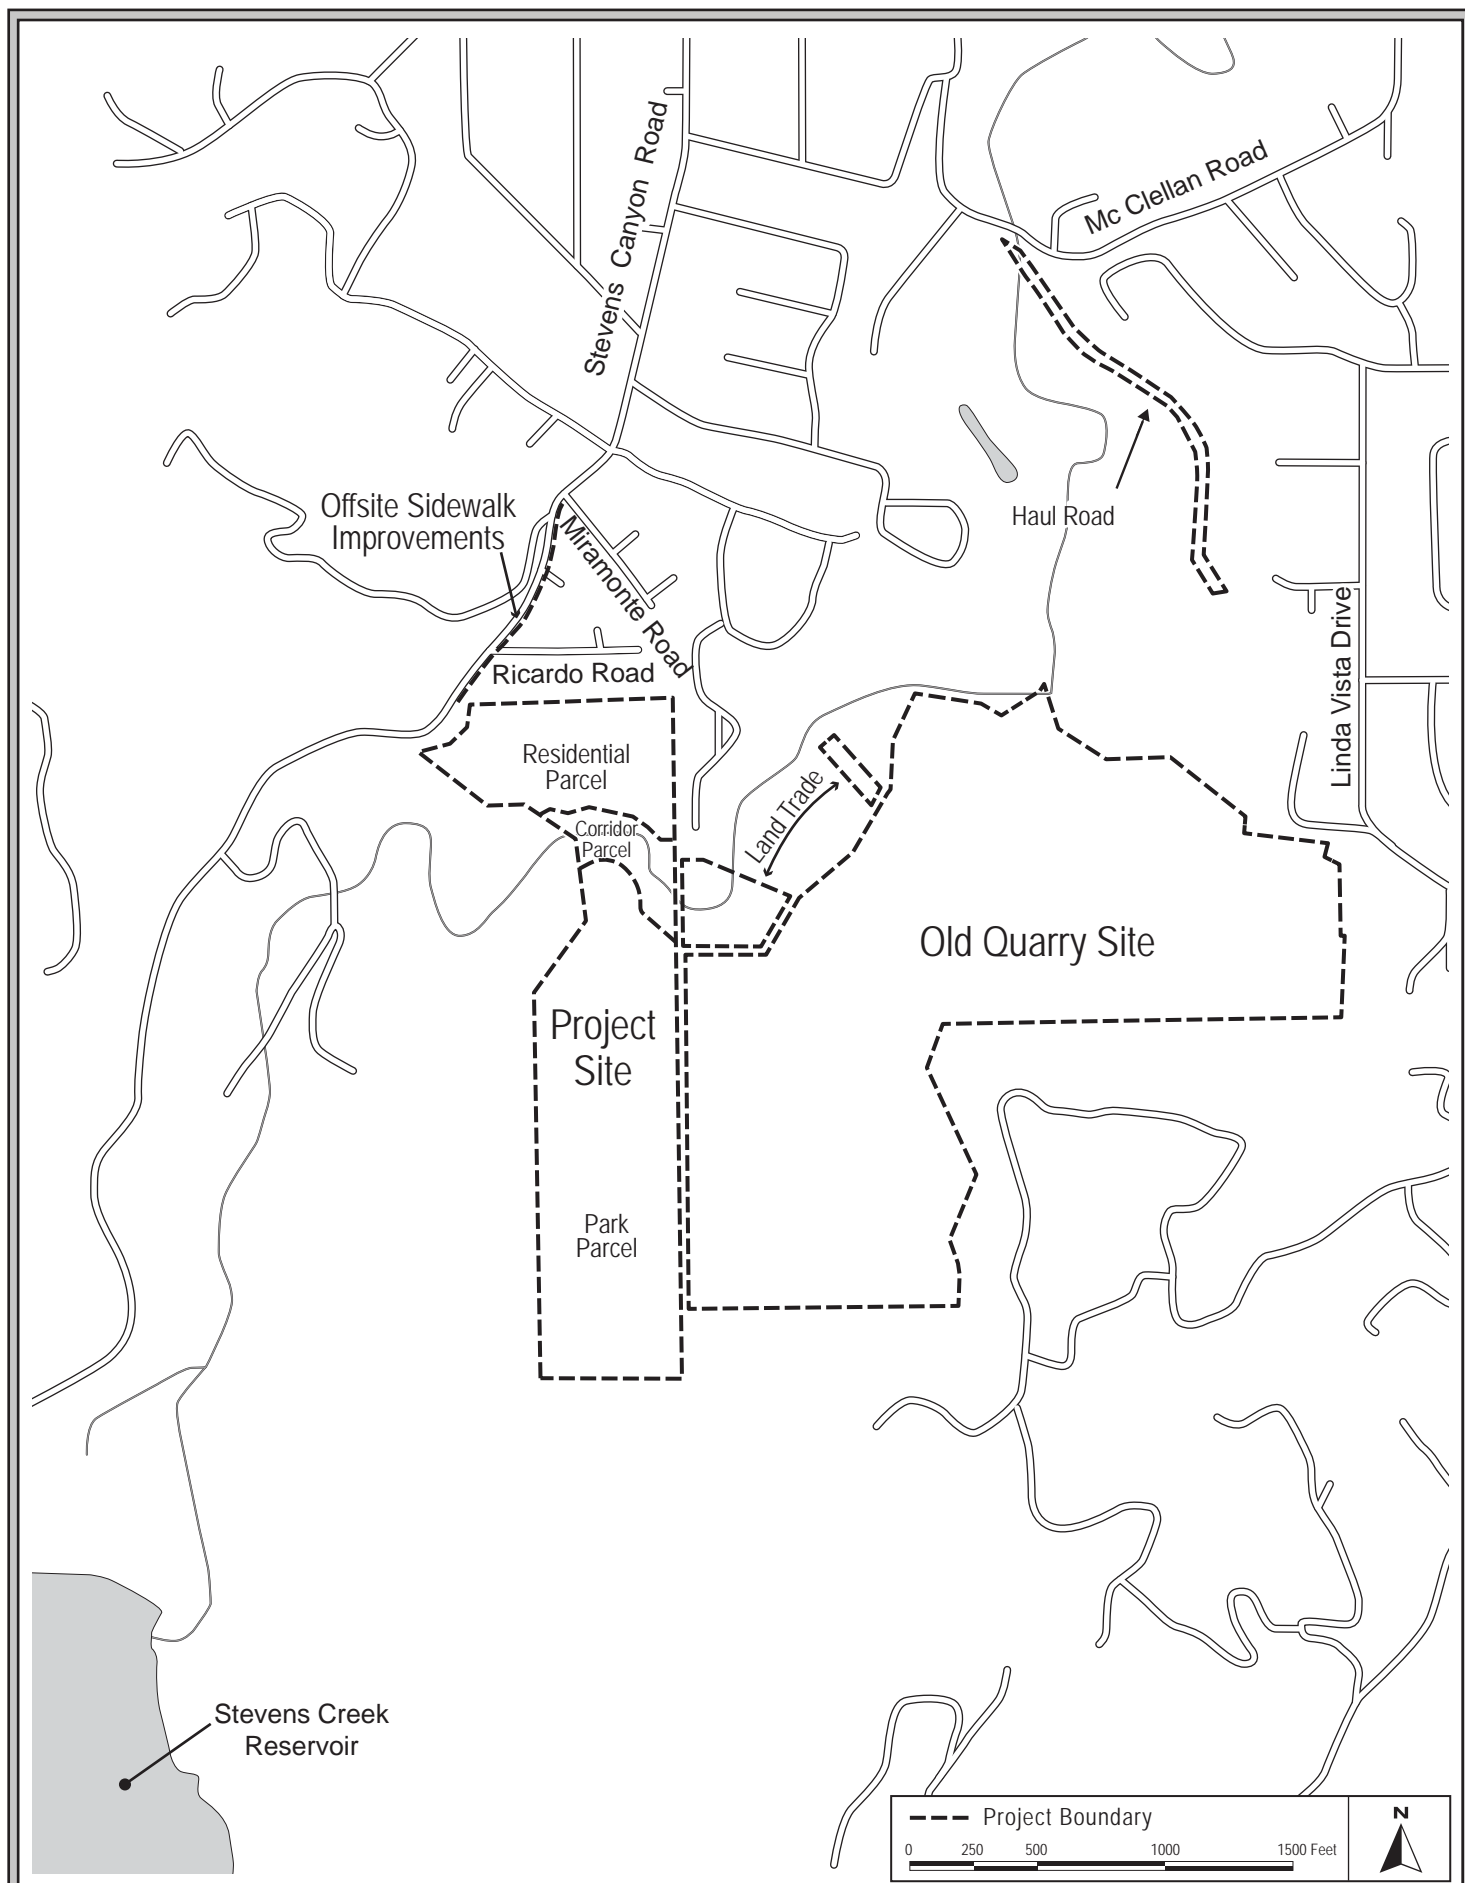 Stevens Canyon Road
Mc Clellan Road
Offsite Sidewalk
Improvements
Haul Road
Miramonte Road
Ricardo Road
Linda Vista Drive
Residential
Parcel
Land Trade
Corridor
Parcel
Old Quarry Site
Project
Site
Park
Parcel
Stevens Creek
Reservoir
Project Boundary
N
0 250 500 1000 1500 Feet